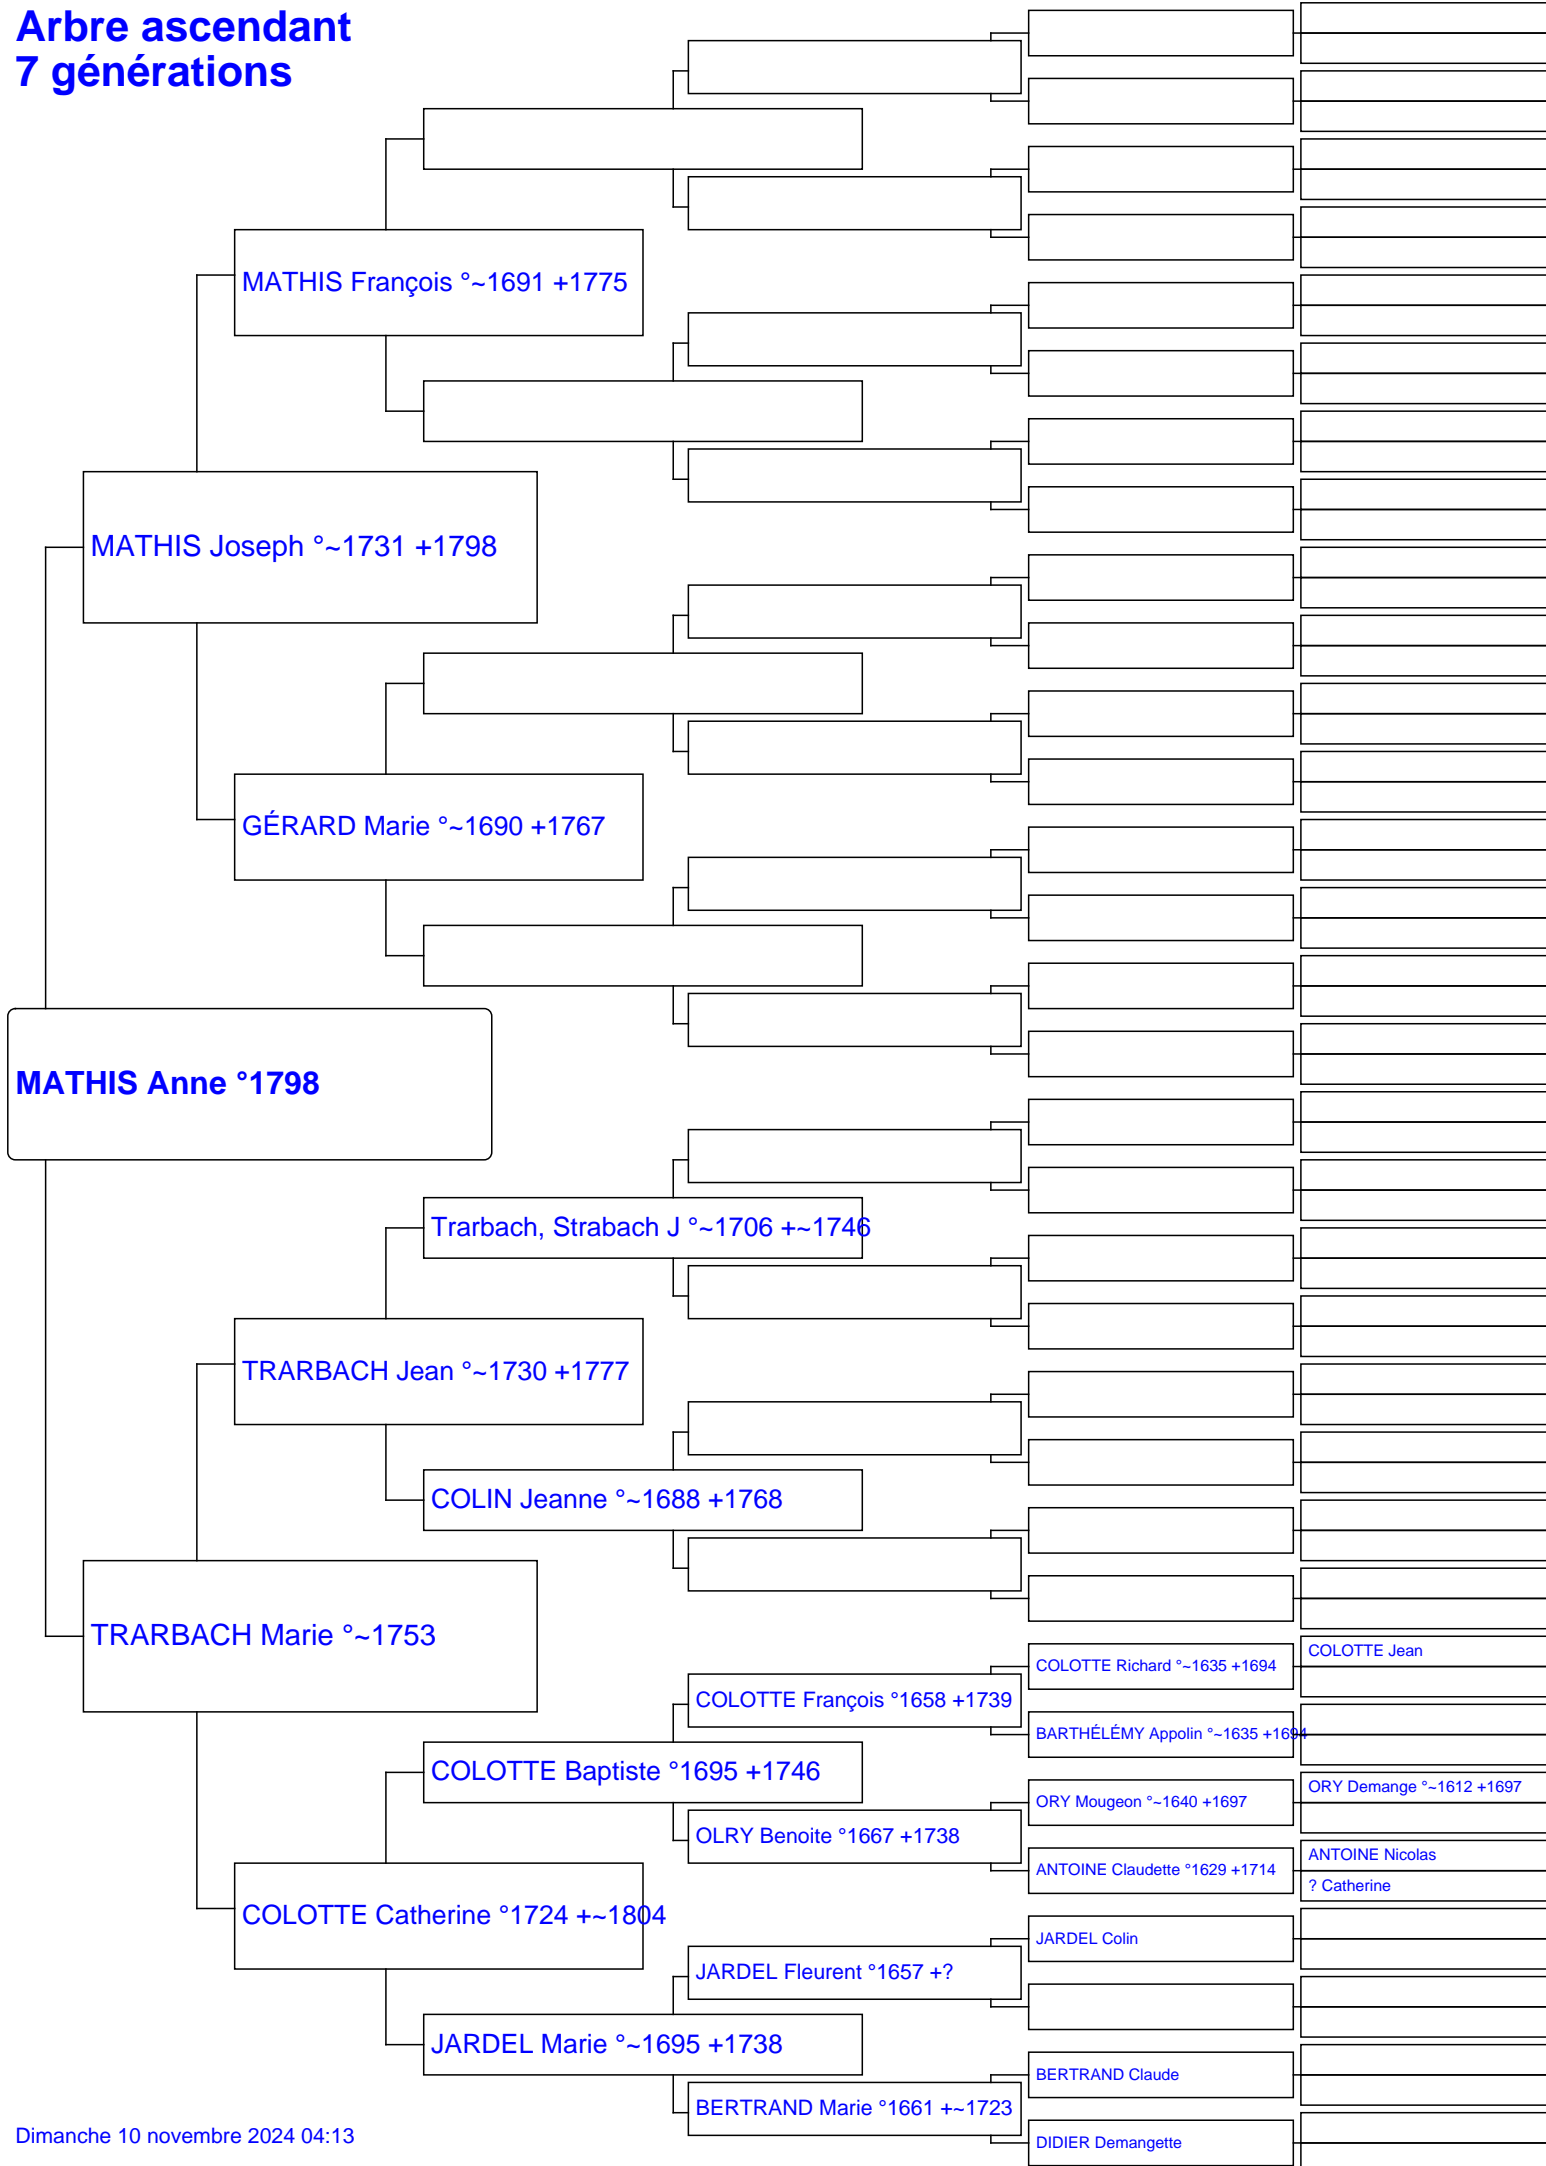 Arbre ascendant
7 générations
MATHIS François °~1691 +1775
MATHIS Joseph °~1731 +1798
GÉRARD Marie °~1690 +1767
MATHIS Anne °1798
Trarbach, Strabach J °~1706 +~1746
TRARBACH Jean °~1730 +1777
COLIN Jeanne °~1688 +1768
TRARBACH Marie °~1753
COLOTTE Jean
COLOTTE Richard °~1635 +1694
COLOTTE François °1658 +1739
BARTHÉLÉMY Appolin °~1635 +1694
COLOTTE Baptiste °1695 +1746
ORY Demange °~1612 +1697
ORY Mougeon °~1640 +1697
OLRY Benoite °1667 +1738
ANTOINE Nicolas
ANTOINE Claudette °1629 +1714
? Catherine
COLOTTE Catherine °1724 +~1804
JARDEL Colin
JARDEL Fleurent °1657 +?
JARDEL Marie °~1695 +1738
BERTRAND Claude
BERTRAND Marie °1661 +~1723
DIDIER Demangette
Dimanche 10 novembre 2024 04:13